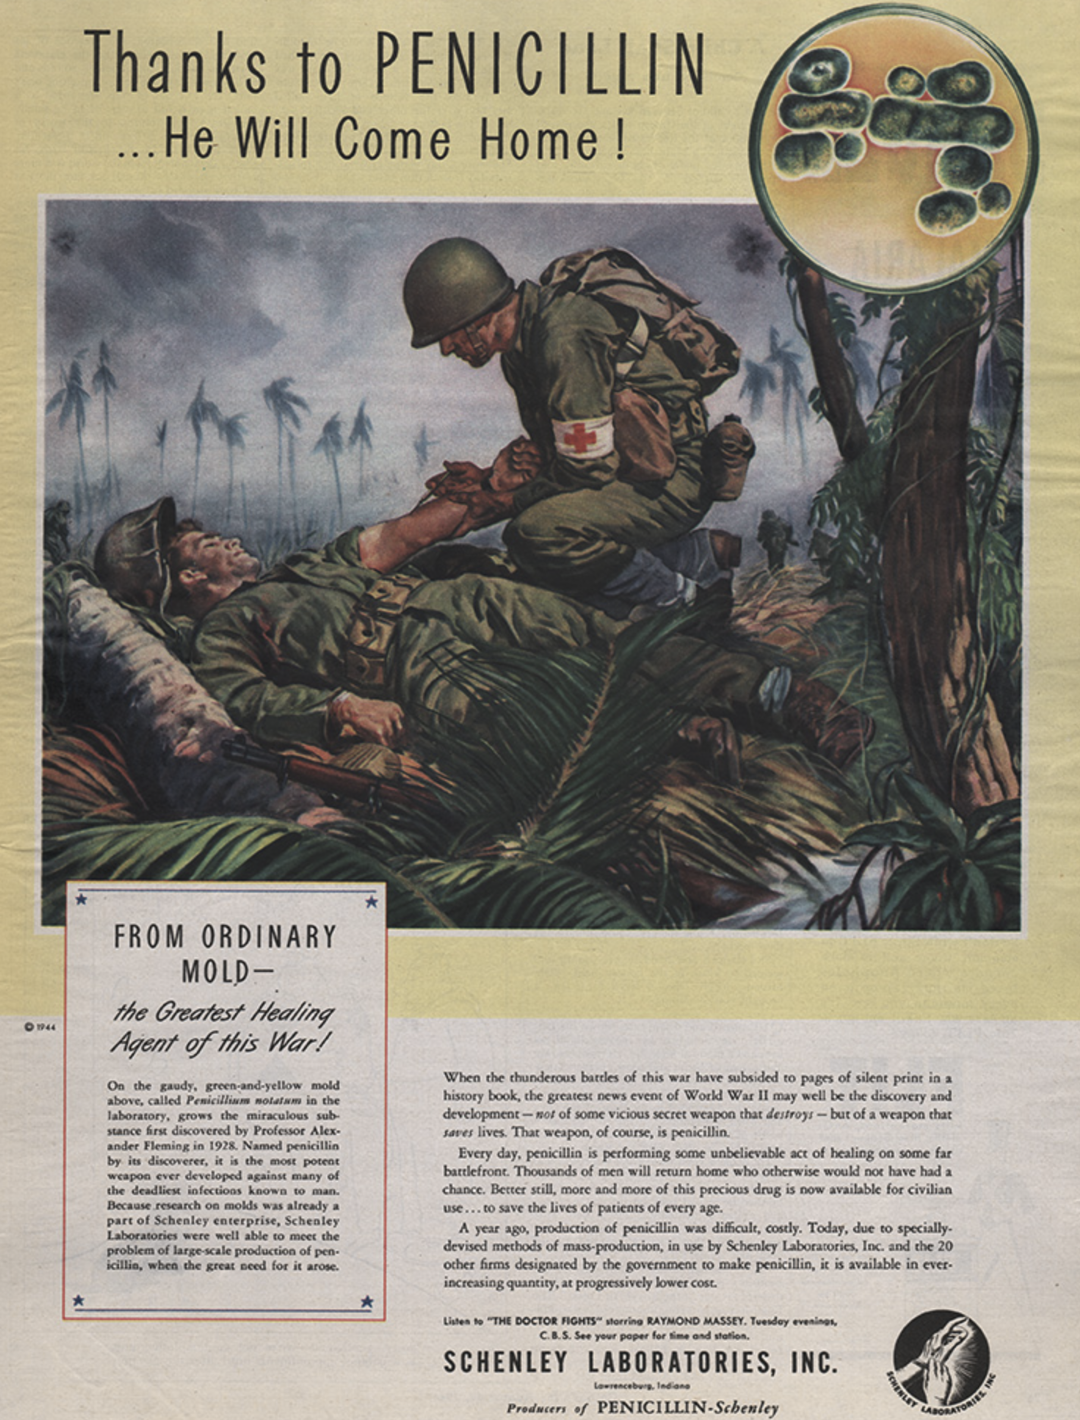 Thanks to PENICILLIN
...He Will Come Home!
FROM ORDINARY
MOLD—
the Greatest Healing
Agent of this War!
© 1944
On the gaudy, green-and-yellow mold
above, called Penicillium notatum in the
laboratory, grows the miraculous sub-
stance first discovered by Professor Alex-
ander Fleming in 1928. Named penicillin
by its discoverer, it is the most potent
weapon ever developed against many of
the deadliest infections known to man.
Because research on molds was already a
part of Schenley enterprise, Schenley
Laboratories were well able to meet the
problem of large-scale production of pen-
icillin, when the great need for it arose.
When the thunderous battles of this war have subsided to pages of silent print in a
history book, the greatest news event of World War II may well be the discovery and
development — not of some vicious secret weapon that destroys — but of a weapon that
saves lives. That weapon, of course, is penicillin.
Every day, penicillin is performing some unbelievable act of healing on some far
battlefront. Thousands of men will return home who otherwise would not have had a
chance. Better still, more and more of this precious drug is now available for civilian
use... to save the lives of patients of every age.
A year ago, production of penicillin was difficult, costly. Today, due to specially-
devised methods of mass-production, in use by Schenley Laboratories, Inc. and the 20
other firms designated by the government to make penicillin, it is available in ever-
increasing quantity, at progressively lower cost.
Listen to "THE DOCTOR FIGHTS" starring RAYMOND MASSEY. Tuesday evenings,
C.B.S. See your paper for time and station.
SCHENLEY LABORATORIES, INC.
Lawrenceburg, Indiana
Producers of PENICILLIN-Schenley
SCHENLEY LABORATORIES, INC